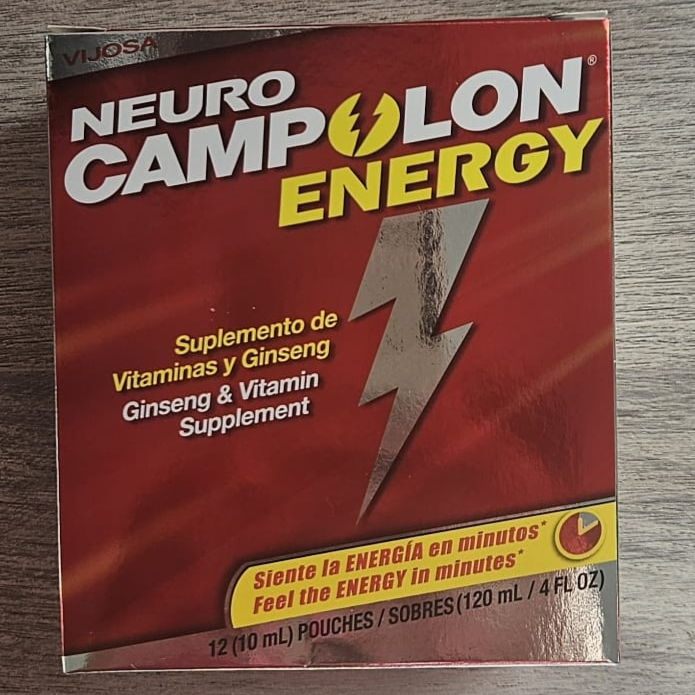 VIJOSA
NEURO
CAMPOLON®
ENERGY
Suplemento de
Vitaminas y Ginseng
Ginseng & Vitamin
Supplement
Siente la ENERGÍA en minutos*
Feel the ENERGY in minutes*
12 (10 mL) POUCHES / SOBRES (120 mL / 4 FL OZ)